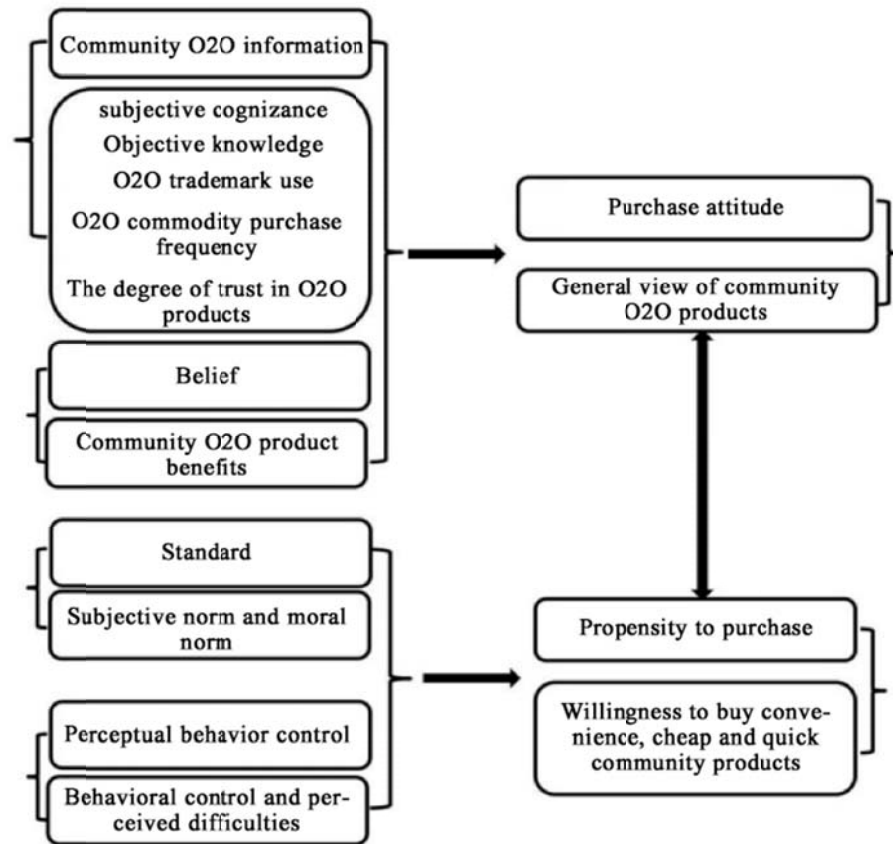 Community O2O information
subjective cognizance
Objective knowledge
O2O trademark use
O2O commodity purchase
frequency
The degree of trust in O2O
products
Belief
Community O2O product
benefits
Standard
Subjective norm and moral
norm
Perceptual behavior control
Behavioral control and per-
ceived difficulties
Purchase attitude
General view of community
O2O products
Propensity to purchase
Willingness to buy conve-
nience, cheap and quick
community products